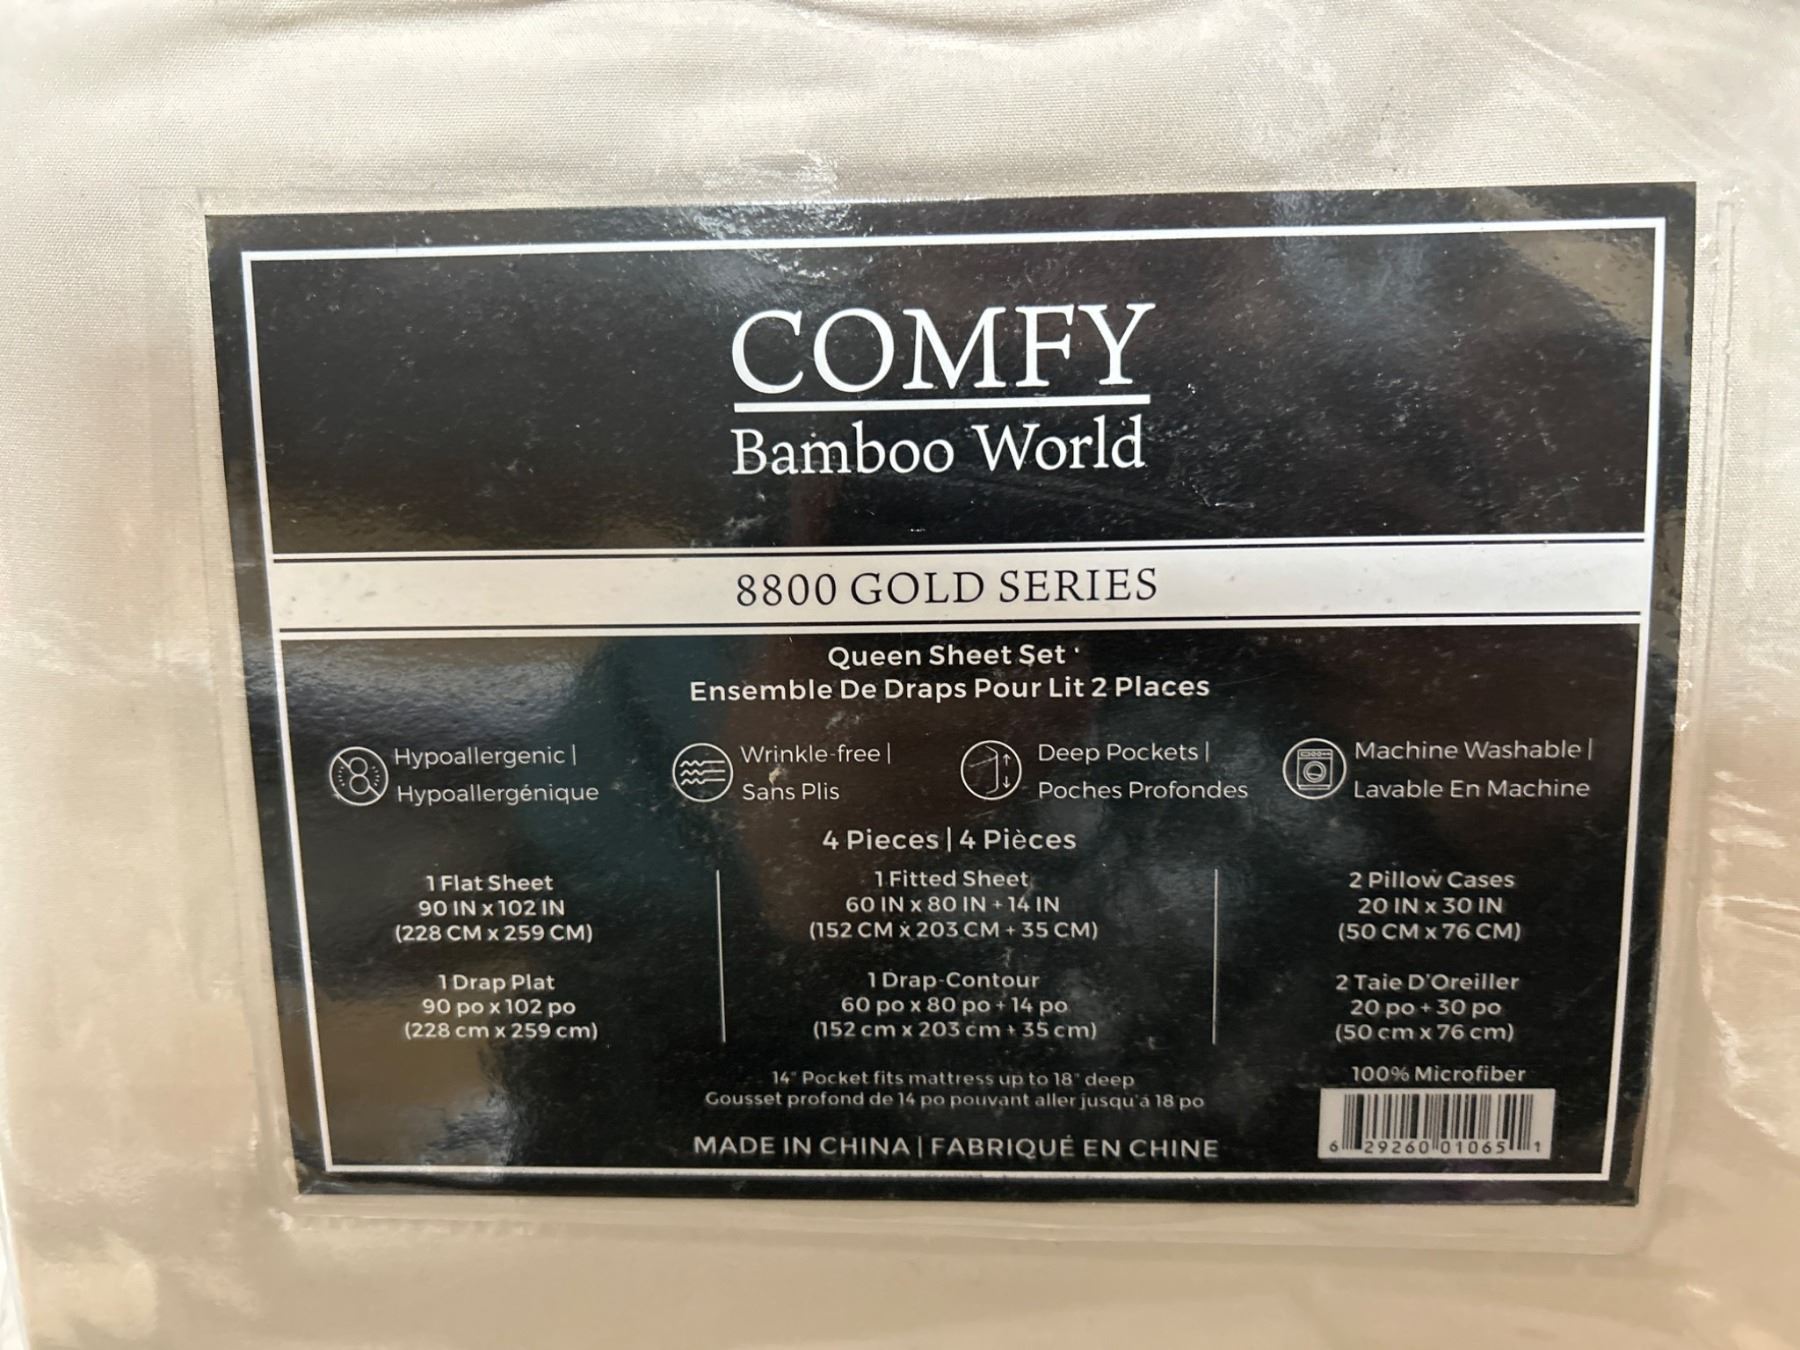 COMFY
Bamboo World
8800 GOLD SERIES
Queen Sheet Set
Ensemble De Draps Pour Lit 2 Places
Hypoallergenic |
Hypoallergénique
Wrinkle-free |
Sans Plis
Deep Pockets |
Poches Profondes
Machine Washable |
Lavable En Machine
4 Pieces | 4 Pièces
1 Flat Sheet
90 IN x 102 IN
(228 CM x 259 CM)
1 Drap Plat
90 po x 102 po
(228 cm x 259 cm)
1 Fitted Sheet
60 IN x 80 IN + 14 IN
(152 CM x 203 CM + 35 CM)
1 Drap-Contour
60 po x 80 po + 14 po
(152 cm x 203 cm + 35 cm)
2 Pillow Cases
20 IN x 30 IN
(50 CM x 76 CM)
2 Taie D'Oreiller
20 po + 30 po
(50 cm x 76 cm)
14" Pocket fits mattress up to 18" deep
Gousset profond de 14 po pouvant aller jusqu'á 18 po
MADE IN CHINA | FABRIQUÉ EN CHINE
100% Microfiber
6 29260 01065 1